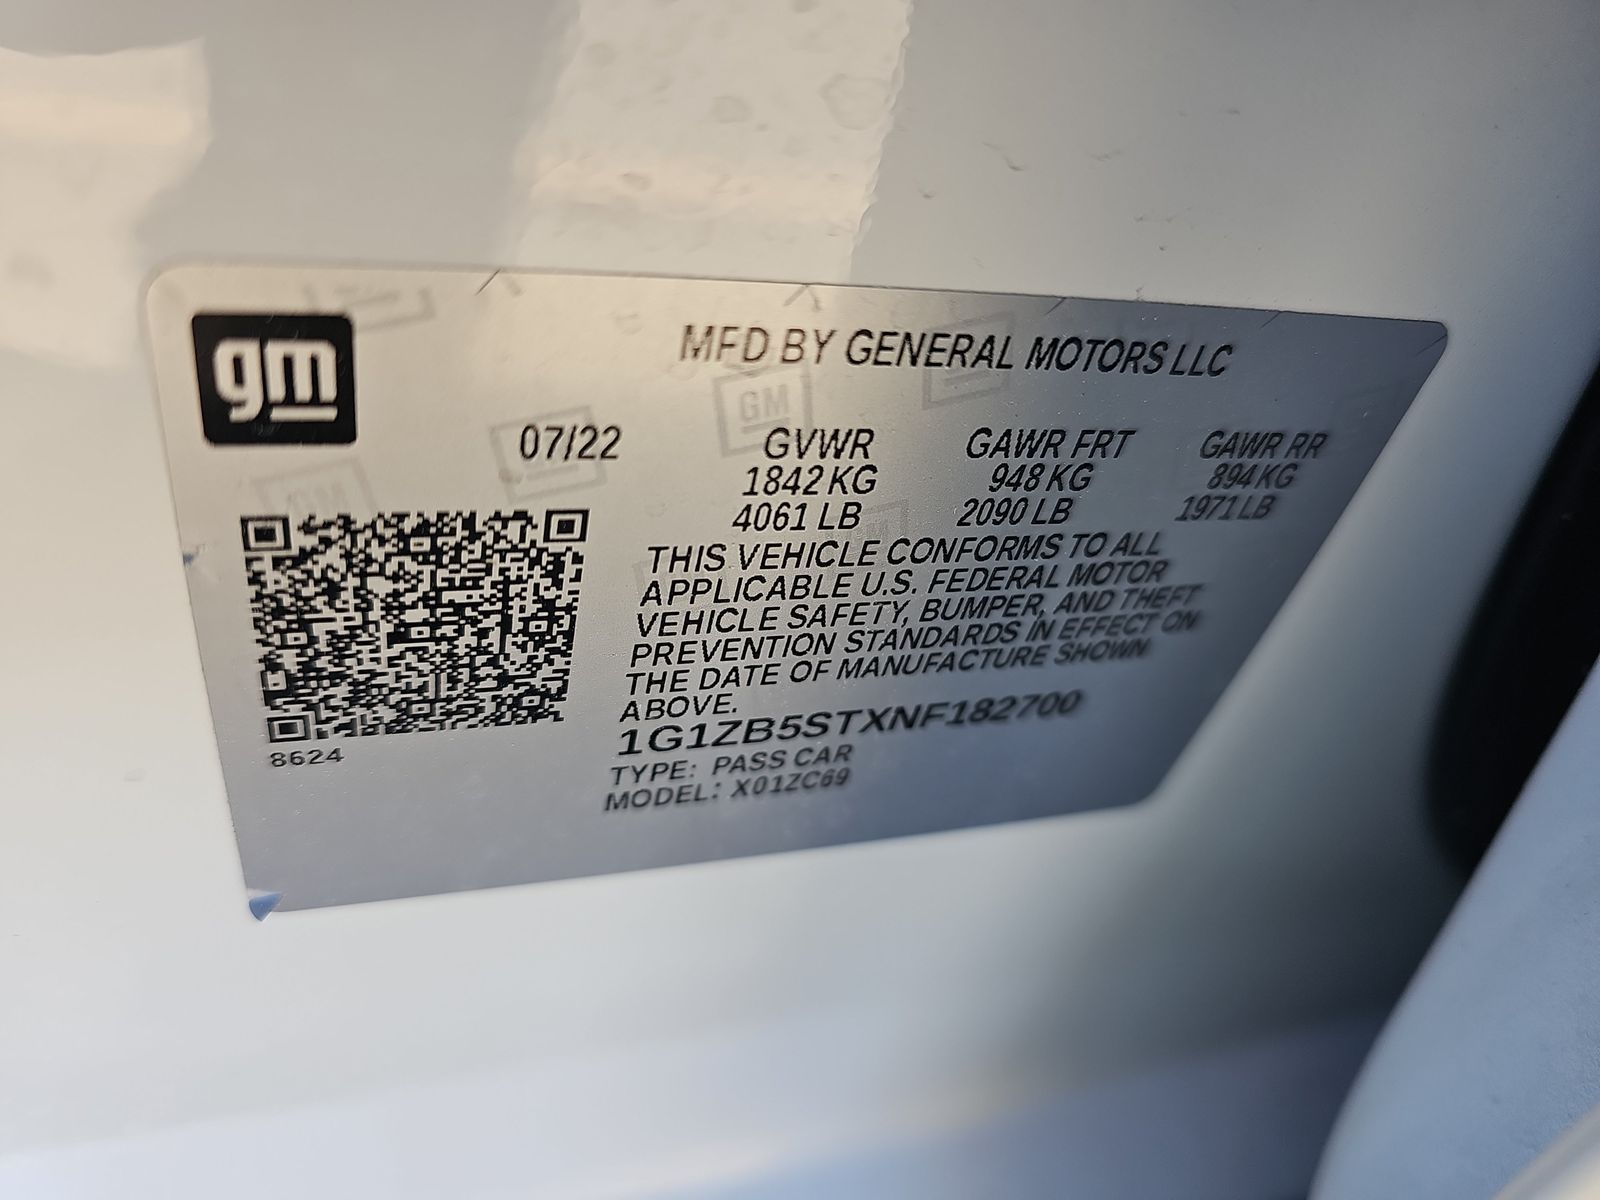 gm
MFD BY GENERAL MOTORS LLC
07/22 GVWR GAWR FRT GAWR RR
1842 KG 948 KG 894 KG
4061 LB 2090 LB 1971 LB
THIS VEHICLE CONFORMS TO ALL
APPLICABLE U.S. FEDERAL MOTOR
VEHICLE SAFETY, BUMPER, AND THEFT
PREVENTION STANDARDS IN EFFECT ON
THE DATE OF MANUFACTURE SHOWN
ABOVE.
1G1ZB5STXNF182700
8624
TYPE: PASS CAR
MODEL: X01ZC69
GM